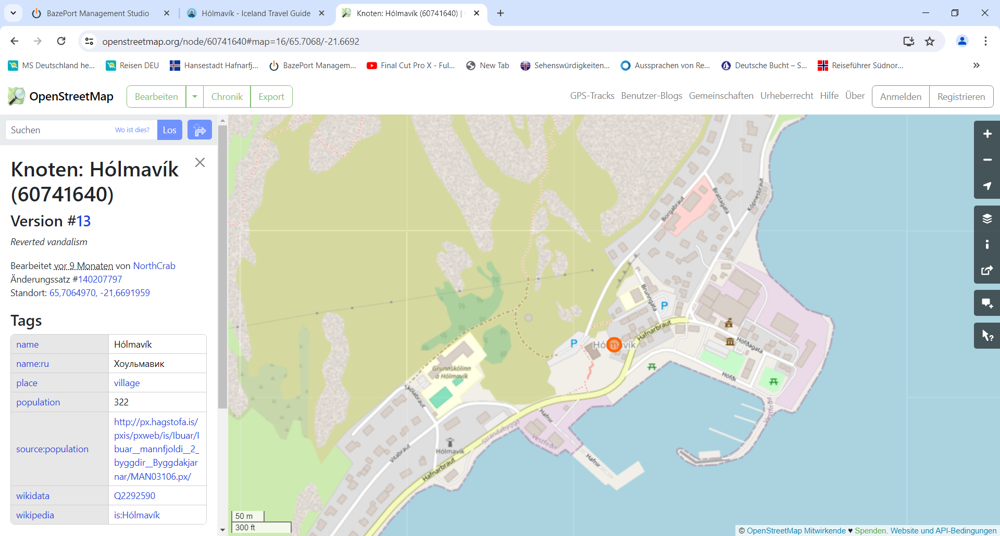 BazePort Management Studio
Hólmavík - Iceland Travel Guide
Knoten: Hólmavík (60741640) |
openstreetmap.org/node/60741640#map=16/65.7068/-21.6692
MS Deutschland he...
Reisen DEU
Hansestadt Hafnarfj...
BazePort Managem...
Final Cut Pro X - Ful...
New Tab
Sehenswürdigkeiten...
Aussprachen von Re...
Deutsche Bucht – S...
Reiseführer Südnor...
OpenStreetMap
Bearbeiten
Chronik
Export
GPS-Tracks
Benutzer-Blogs
Gemeinschaften
Urheberrecht
Hilfe
Über
Anmelden
Registrieren
Suchen
Wo ist dies?
Los
Knoten: Hólmavík
(60741640)
Version #13
Reverted vandalism
Bearbeitet vor 9 Monaten von NorthCrab
Änderungssatz #140207797
Standort: 65,7064970, -21,6691959
Tags
name Hólmavík
name:ru Хоульмавик
place village
population 322
source:population
http://px.hagstofa.is/
pxis/pxweb/is/Ibuar/I
buar__mannfjoldi__2_
byggdir__Byggdakjar
nar/MAN03106.px/
wikidata Q2292590
wikipedia is:Hólmavík
Borgabraut
Brattagata
Kópnesbraut
Brunngata
P
Hafnarbraut
P
Hólmavík
Höfðagata
Höfði
Grunnskólinn
á Hólmavík
Skólabraut
Hafnir
Strandabyggð
Vestfirðir
Vestfirðir
Hólmavík
Vitabraut
Hafnarbraut
Hafnir
50 m
300 ft
© OpenStreetMap Mitwirkende ♥ Spenden. Website und API-Bedingungen